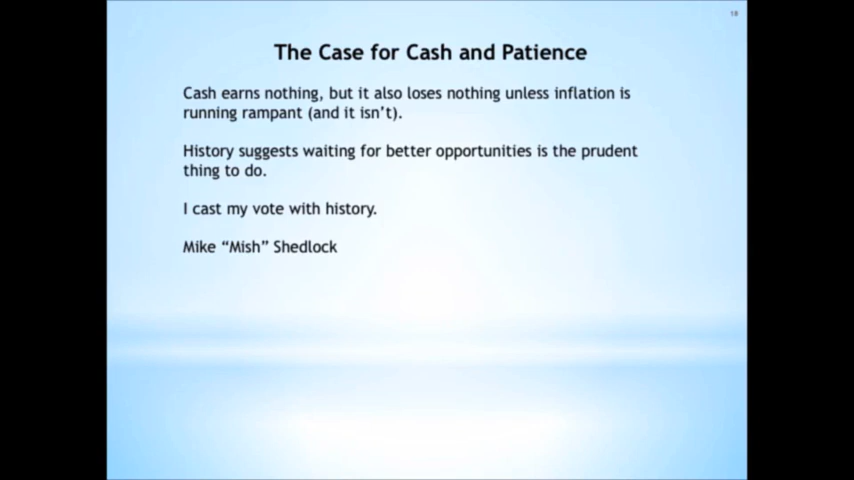 18
The Case for Cash and Patience
Cash earns nothing, but it also loses nothing unless inflation is
running rampant (and it isn't).
History suggests waiting for better opportunities is the prudent
thing to do.
I cast my vote with history.
Mike “Mish” Shedlock